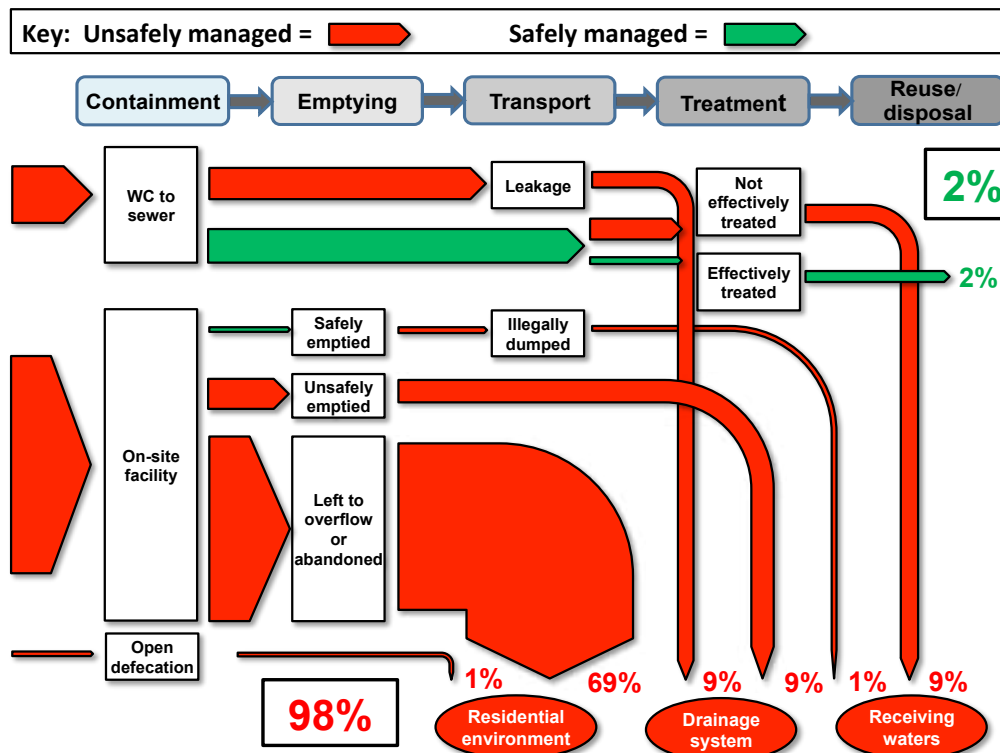 Key: Unsafely managed =
Safely managed =
Containment
Emptying
Transport
Treatment
Reuse/
disposal
WC to
sewer
Leakage
Not
effectively
treated
2%
Effectively
treated
2%
On-site
facility
Safely
emptied
Illegally
dumped
Unsafely
emptied
Left to
overflow
or
abandoned
Open
defecation
98%
1%
69%
9%
9%
1%
9%
Residential
environment
Drainage
system
Receiving
waters